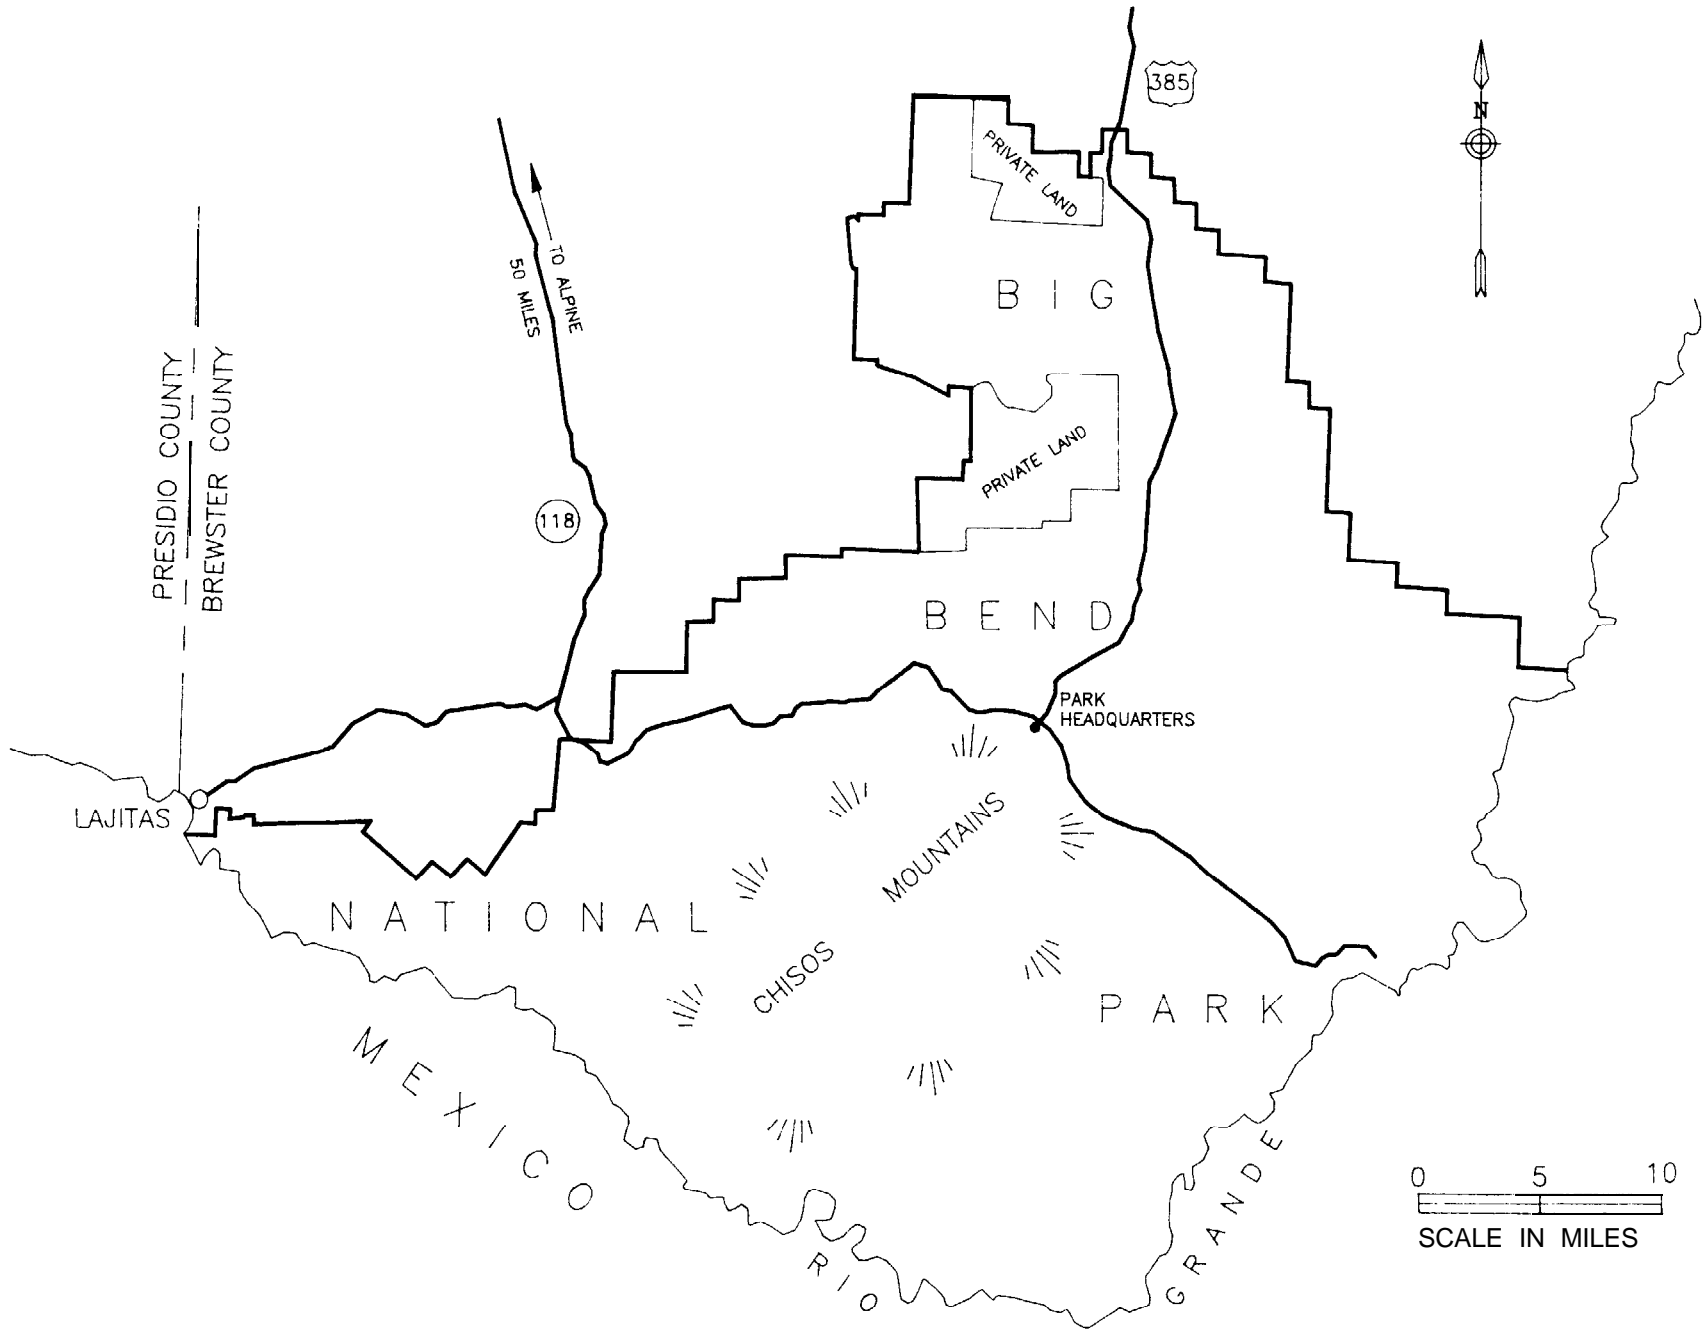 385
N
PRIVATE LAND
TO ALPINE
50 MILES
BIG
PRESIDIO COUNTY
BREWSTER COUNTY
PRIVATE LAND
118
BEND
PARK
HEADQUARTERS
LAJITAS
MOUNTAINS
NATIONAL
CHISOS
PARK
MEXICO
RIO
GRANDE
0 5 10
SCALE IN MILES